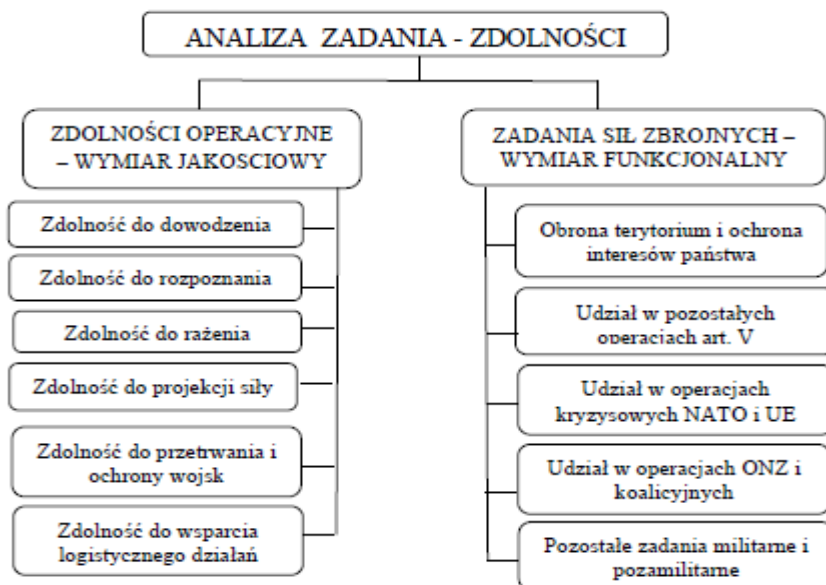 ANALIZA ZADANIA - ZDOLNOŚCI
ZDOLNOŚCI OPERACYJNE
– WYMIAR JAKOSCIOWY
Zdolność do dowodzenia
Zdolność do rozpoznania
Zdolność do rażenia
Zdolność do projekcji siły
Zdolność do przetrwania i
ochrony wojsk
Zdolność do wsparcia
logistycznego działań
ZADANIA SIŁ ZBROJNYCH –
WYMIAR FUNKCJONALNY
Obrona terytorium i ochrona
interesów państwa
Udział w pozostałych
operacjach art. V
Udział w operacjach
kryzysowych NATO i UE
Udział w operacjach ONZ i
koalicyjnych
Pozostałe zadania militarne i
pozamilitarne